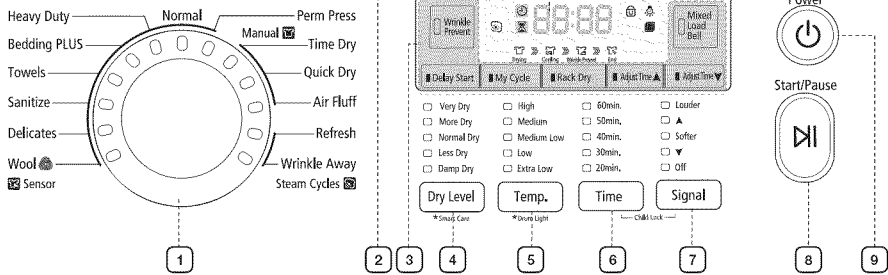 Heavy Duty
Normal
Perm Press
Bedding PLUS
Manual
Time Dry
Towels
Quick Dry
Sanitize
Air Fluff
Delicates
Refresh
Wool
Wrinkle Away
Sensor
Steam Cycles
Wrinkle Prevent
88:88
Mixed Load Bell
Drying
Cooling
Wrinkle Prevent
End
Delay Start
My Cycle
Rack Dry
Adjust Time▲
Adjust Time▼
Very Dry
More Dry
Normal Dry
Less Dry
Damp Dry
High
Medium
Medium Low
Low
Extra Low
60min.
50min.
40min.
30min.
20min.
Louder
▲
Softer
▼
Off
Dry Level
Temp.
Time
Signal
*Smart Care
*Drum Light
Child Lock
Power
Start/Pause
1
2
3
4
5
6
7
8
9